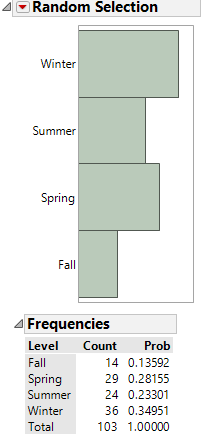 Random Selection
Winter
Summer
Spring
Fall
Frequencies
Level Count Prob
Fall 14 0.13592
Spring 29 0.28155
Summer 24 0.23301
Winter 36 0.34951
Total 103 1.00000